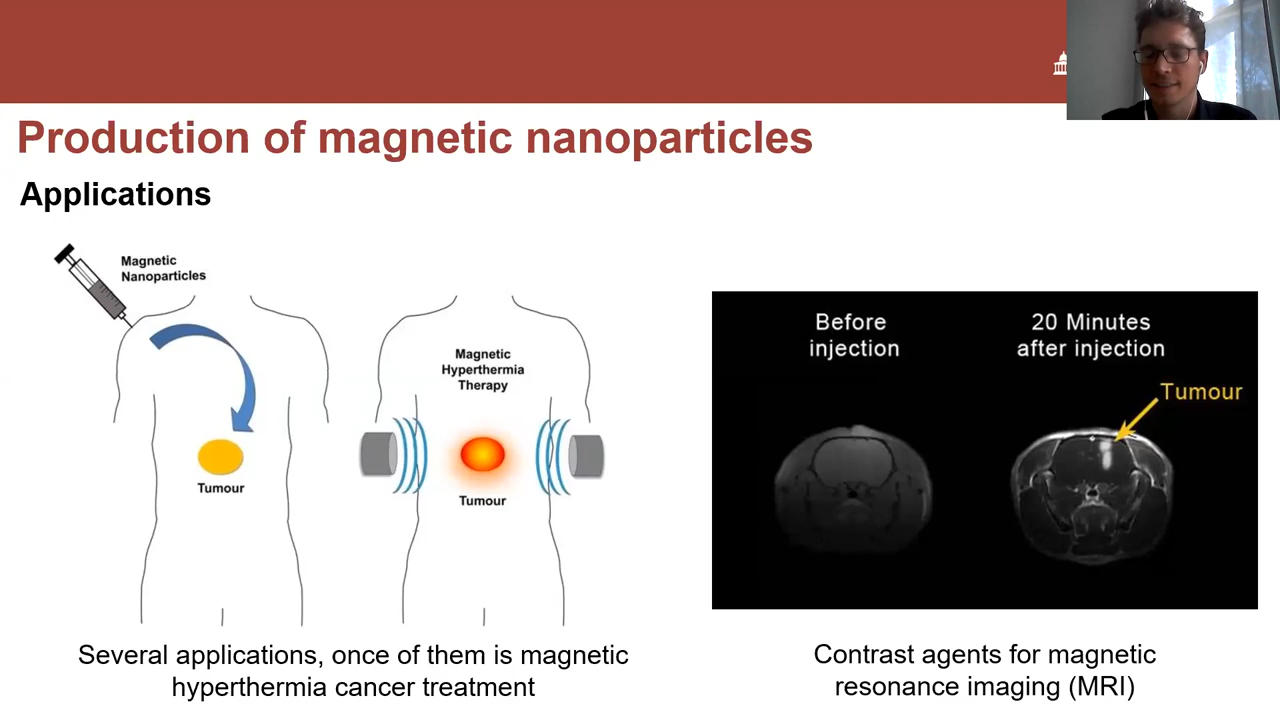 Production of magnetic nanoparticles
Applications
Magnetic
Nanoparticles
Tumour
Magnetic
Hyperthermia
Therapy
Tumour
Several applications, once of them is magnetic
hyperthermia cancer treatment
Before
injection
20 Minutes
after injection
Tumour
Contrast agents for magnetic
resonance imaging (MRI)